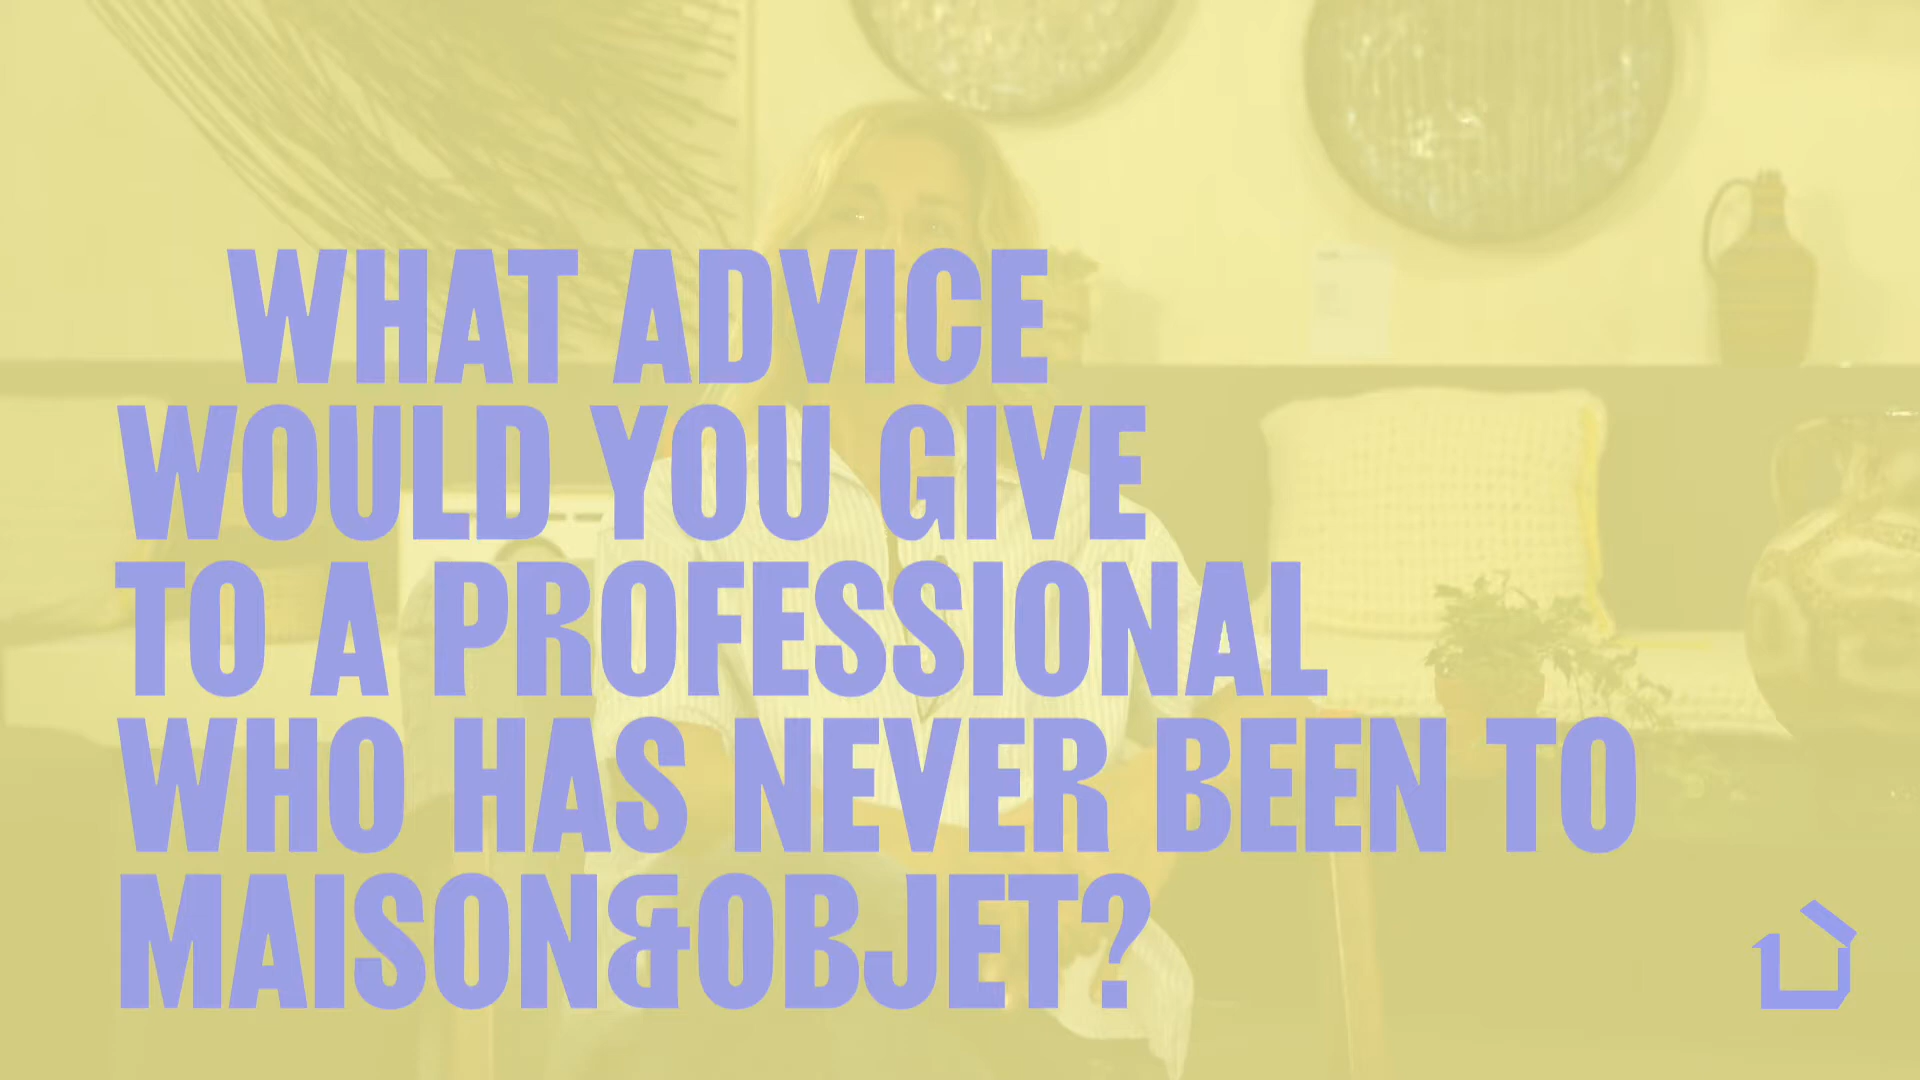 WHAT ADVICE
WOULD YOU GIVE
TO A PROFESSIONAL
WHO HAS NEVER BEEN TO
MAISON&OBJET?